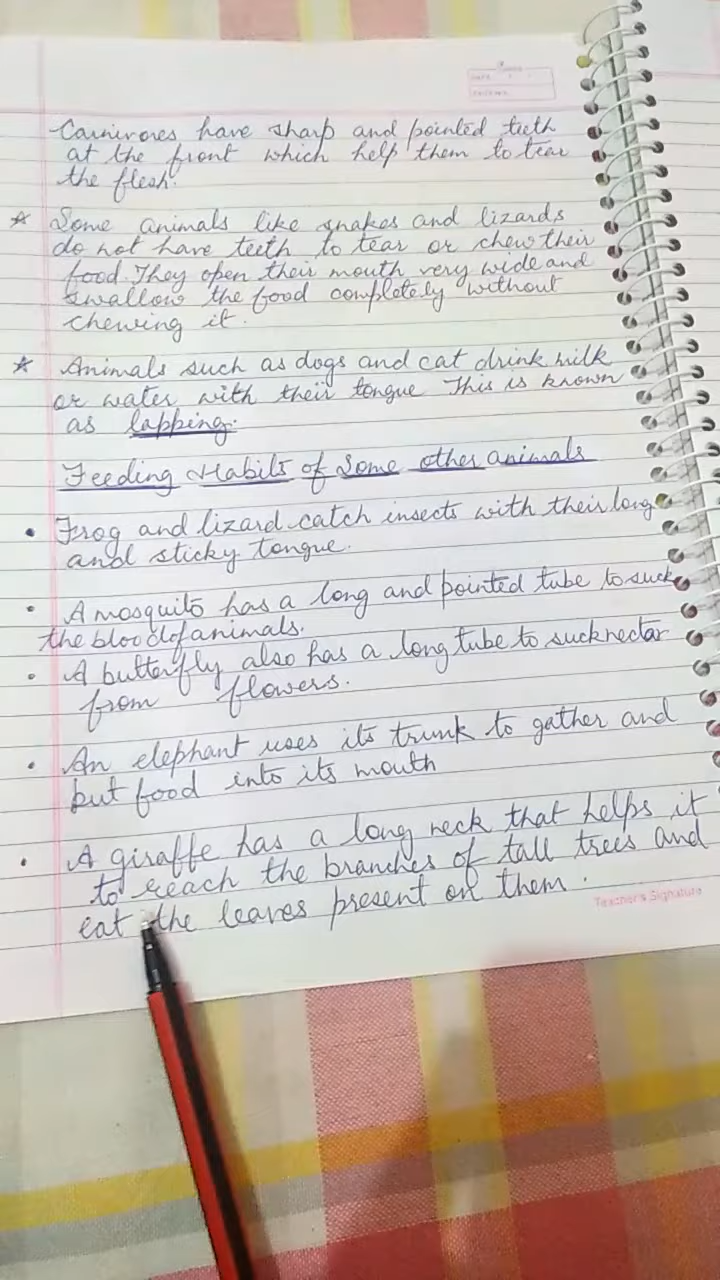 Carnivores have sharp and pointed teeth
at the front which help them to tear
the flesh.
* Some animals like snakes and lizards
do not have teeth to tear or chew their
food. They open their mouth very wide and
swallow the food completely without
chewing it.
* Animals such as dogs and cat drink milk
or water with their tongue This is known
as lapping.
Feeding Habits of Some other animals
• Frog and lizard catch insects with their long
and sticky tongue.
• A mosquito has a long and pointed tube to suck
the blood of animals.
• A butterfly also has a long tube to suck nectar
from flowers.
• An elephant uses its trunk to gather and
but food into its mouth
• A giraffe has a long neck that helps it
to reach the branches of tall trees and
eat the leaves present on them.
Teacher's Signature